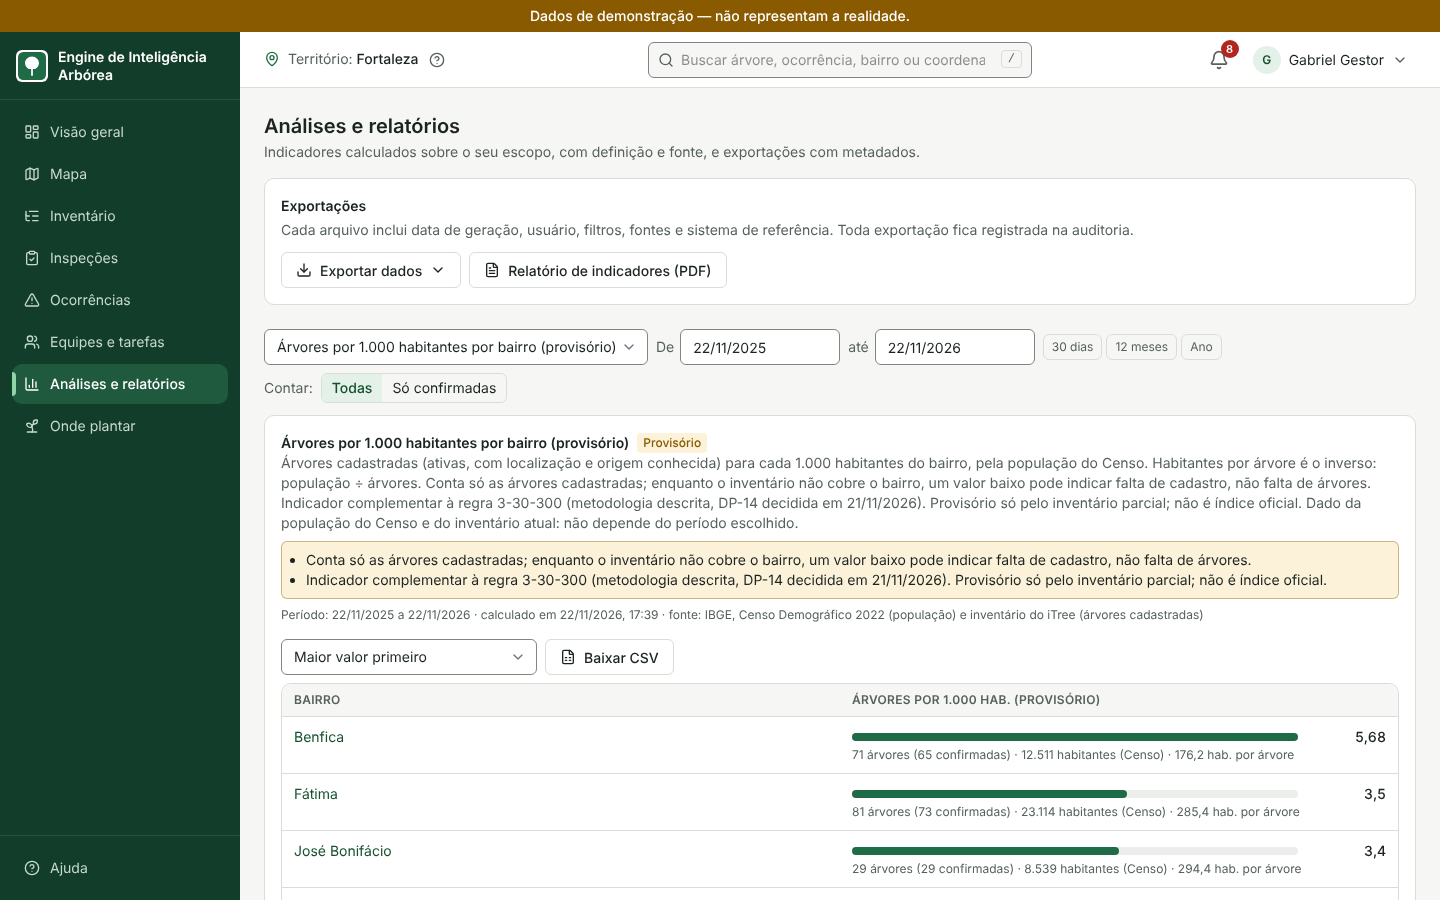 Dados de demonstração — não representam a realidade.
Engine de Inteligência
Arbórea
Território: Fortaleza
Buscar árvore, ocorrência, bairro ou coordena
/
8
G
Gabriel Gestor
Visão geral
Mapa
Inventário
Inspeções
Ocorrências
Equipes e tarefas
Análises e relatórios
Onde plantar
Ajuda
Análises e relatórios
Indicadores calculados sobre o seu escopo, com definição e fonte, e exportações com metadados.
Exportações
Cada arquivo inclui data de geração, usuário, filtros, fontes e sistema de referência. Toda exportação fica registrada na auditoria.
Exportar dados
Relatório de indicadores (PDF)
Árvores por 1.000 habitantes por bairro (provisório)
De
22/11/2025
até
22/11/2026
30 dias
12 meses
Ano
Contar:
Todas
Só confirmadas
Árvores por 1.000 habitantes por bairro (provisório)
Provisório
Árvores cadastradas (ativas, com localização e origem conhecida) para cada 1.000 habitantes do bairro, pela população do Censo. Habitantes por árvore é o inverso:
população ÷ árvores. Conta só as árvores cadastradas; enquanto o inventário não cobre o bairro, um valor baixo pode indicar falta de cadastro, não falta de árvores.
Indicador complementar à regra 3-30-300 (metodologia descrita, DP-14 decidida em 21/11/2026). Provisório só pelo inventário parcial; não é índice oficial. Dado da
população do Censo e do inventário atual: não depende do período escolhido.
• Conta só as árvores cadastradas; enquanto o inventário não cobre o bairro, um valor baixo pode indicar falta de cadastro, não falta de árvores.
• Indicador complementar à regra 3-30-300 (metodologia descrita, DP-14 decidida em 21/11/2026). Provisório só pelo inventário parcial; não é índice oficial.
Período: 22/11/2025 a 22/11/2026 · calculado em 22/11/2026, 17:39 · fonte: IBGE, Censo Demográfico 2022 (população) e inventário do iTree (árvores cadastradas)
Maior valor primeiro
Baixar CSV
BAIRRO
ÁRVORES POR 1.000 HAB. (PROVISÓRIO)
Benfica
5,68
71 árvores (65 confirmadas) · 12.511 habitantes (Censo) · 176,2 hab. por árvore
Fátima
3,5
81 árvores (73 confirmadas) · 23.114 habitantes (Censo) · 285,4 hab. por árvore
José Bonifácio
3,4
29 árvores (29 confirmadas) · 8.539 habitantes (Censo) · 294,4 hab. por árvore